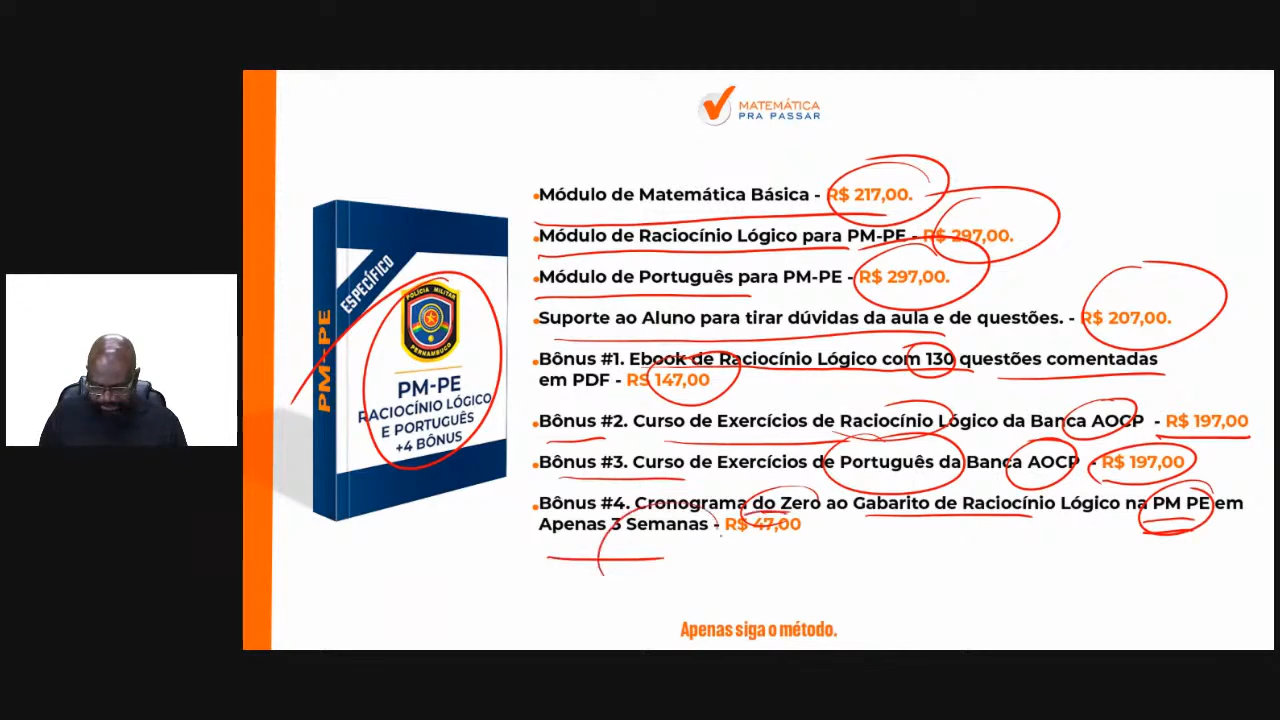 MATEMÁTICA
PRA PASSAR
•Módulo de Matemática Básica - R$ 217,00.
•Módulo de Raciocínio Lógico para PM-PE - R$ 297,00.
•Módulo de Português para PM-PE - R$ 297,00.
•Suporte ao Aluno para tirar dúvidas da aula e de questões. - R$ 207,00.
•Bônus #1. Ebook de Raciocínio Lógico com 130 questões comentadas
em PDF - R$ 147,00
•Bônus #2. Curso de Exercícios de Raciocínio Lógico da Banca AOCP - R$ 197,00
•Bônus #3. Curso de Exercícios de Português da Banca AOCP - R$ 197,00
•Bônus #4. Cronograma do Zero ao Gabarito de Raciocínio Lógico na PM PE em
Apenas 3 Semanas - R$ 47,00
Apenas siga o método.
PM-PE
ESPECÍFICO
POLÍCIA MILITAR
PERNAMBUCO
PM-PE
RACIOCÍNIO LÓGICO
E PORTUGUÊS
+4 BÔNUS